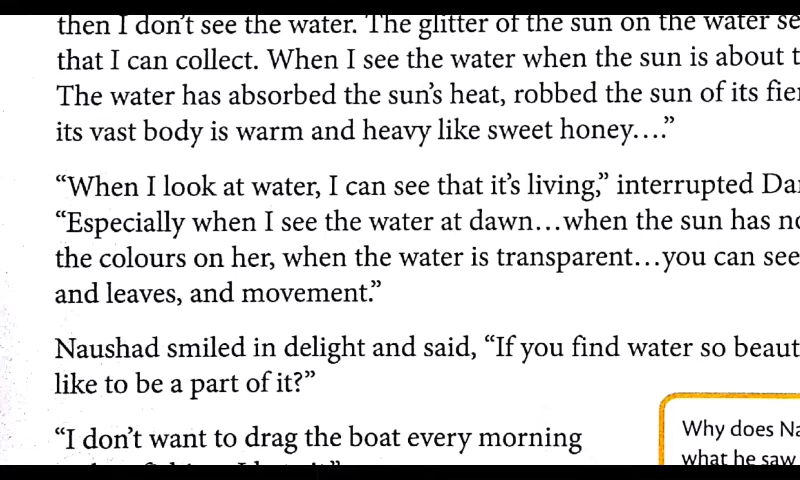 then I don't see the water. The glitter of the sun on the water se
that I can collect. When I see the water when the sun is about t
The water has absorbed the sun's heat, robbed the sun of its fier
its vast body is warm and heavy like sweet honey....”
“When I look at water, I can see that it's living,” interrupted Dar
“Especially when I see the water at dawn...when the sun has no
the colours on her, when the water is transparent...you can see
and leaves, and movement.”
Naushad smiled in delight and said, “If you find water so beaut
like to be a part of it?”
“I don't want to drag the boat every morning
Why does Na
what he saw